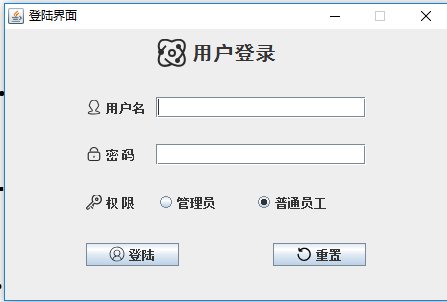 登陆界面
用户登录
用户名
密 码
权 限 管理员 普通员工
登陆 重置